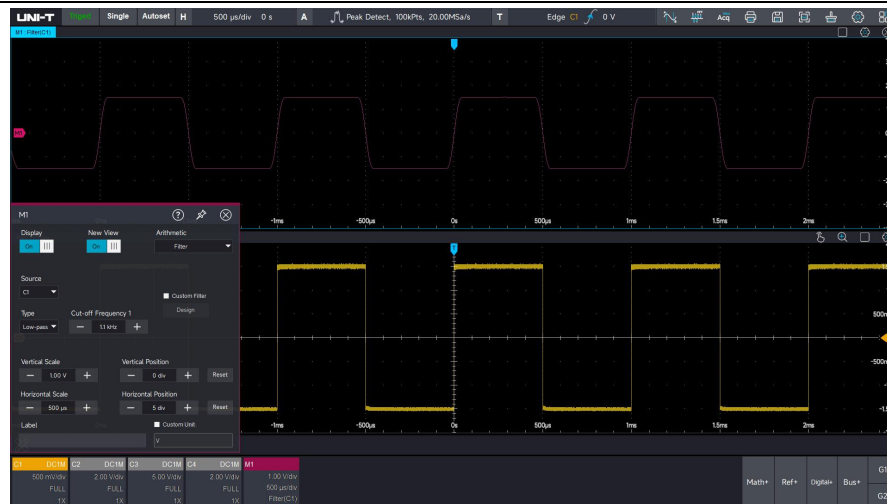 UNI-T Triged Single Autoset H 500 μs/div 0 s A Peak Detect, 100kPts, 20.00MSa/s T Edge C1 0 V Acq
M1: Filter(C1)
M1
-1ms -500μs 0s 500μs 1ms 1.5ms 2ms
M1
Display New View Arithmetic
On On Filter
Source
C1
Custom Filter
Type Cut-off Frequency 1 Design
Low-pass 1.1 kHz
Vertical Scale Vertical Position
1.00 V 0 div Reset
Horizontal Scale Horizontal Position
500 μs 5 div Reset
Label Custom Unit
V
500m
-500m
-1ms -500μs 0s 500μs 1ms 1.5ms 2ms
C1 DC1M C2 DC1M C3 DC1M C4 DC1M M1
500 mV/div 2.00 V/div 5.00 V/div 2.00 V/div 1.00 V/div
FULL FULL FULL FULL 500 μs/div
1X 1X 1X 1X Filter(C1)
Math+ Ref+ Digital+ Bus+
G1
G2